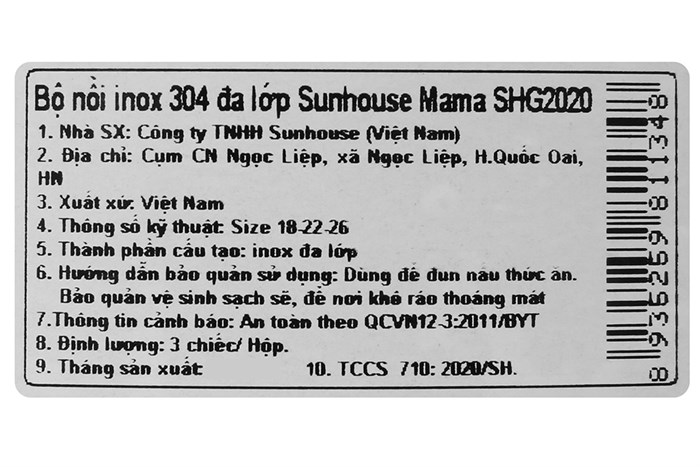 Bộ nồi inox 304 đa lớp Sunhouse Mama SHG2020
1. Nhà SX: Công ty TNHH Sunhouse (Việt Nam)
2. Địa chỉ: Cụm CN Ngọc Liệp, xã Ngọc Liệp, H.Quốc Oai,
HN
3. Xuất xứ: Việt Nam
4. Thông số kỹ thuật: Size 18-22-26
5. Thành phần cấu tạo: inox đa lớp
6. Hướng dẫn bảo quản sử dụng: Dùng để đun nấu thức ăn.
Bảo quản vệ sinh sạch sẽ, để nơi khô ráo thoáng mát
7.Thông tin cảnh báo: An toàn theo QCVN12-3:2011/BYT
8. Định lượng: 3 chiếc/ Hộp.
9. Tháng sản xuất: 10. TCCS 710: 2020/SH.
8935259811348